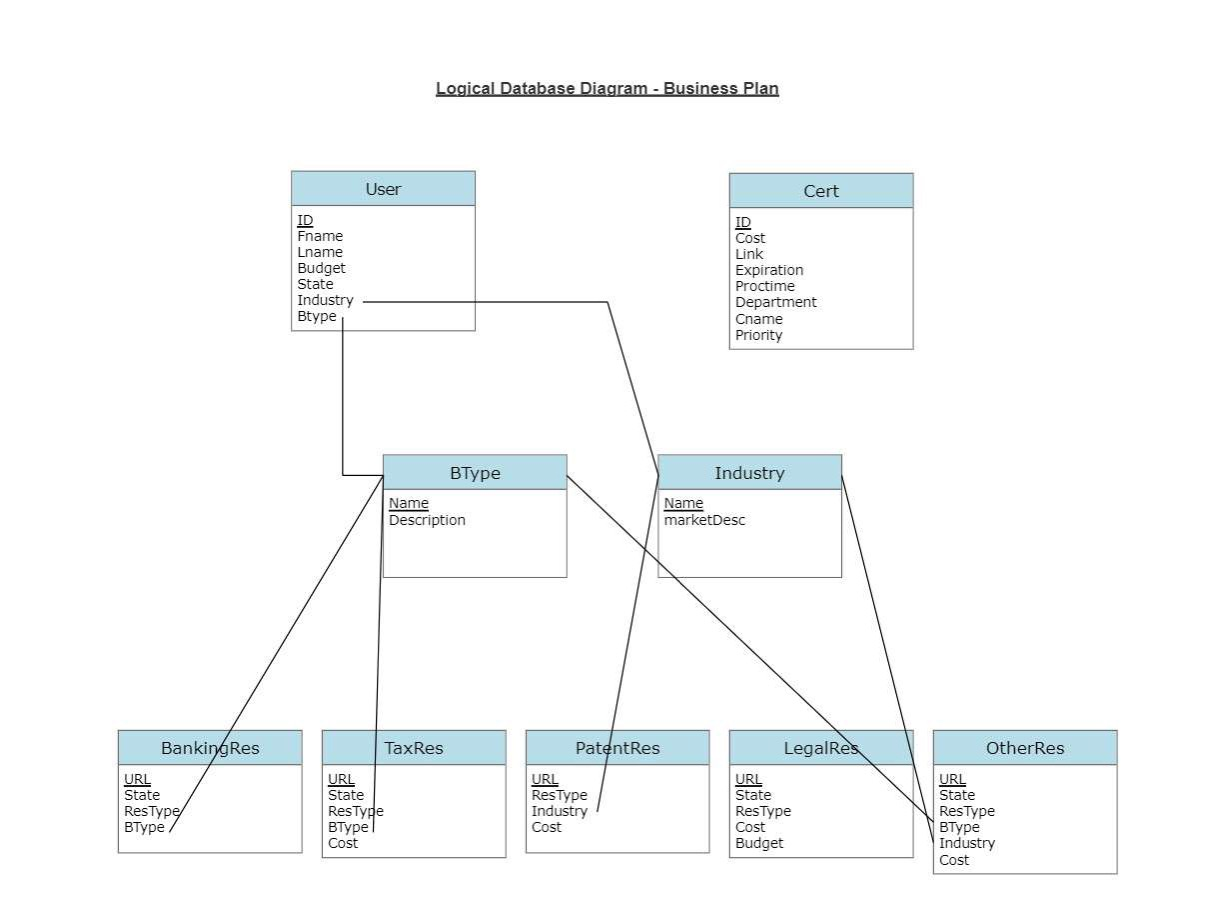 Logical Database Diagram - Business Plan
User
ID
Fname
Lname
Budget
State
Industry
Btype
Cert
ID
Cost
Link
Expiration
Proctime
Department
Cname
Priority
BType
Name
Description
Industry
Name
marketDesc
BankingRes
URL
State
ResType
BType
TaxRes
URL
State
ResType
BType
Cost
PatentRes
URL
ResType
Industry
Cost
LegalRes
URL
State
ResType
Cost
Budget
OtherRes
URL
State
ResType
BType
Industry
Cost